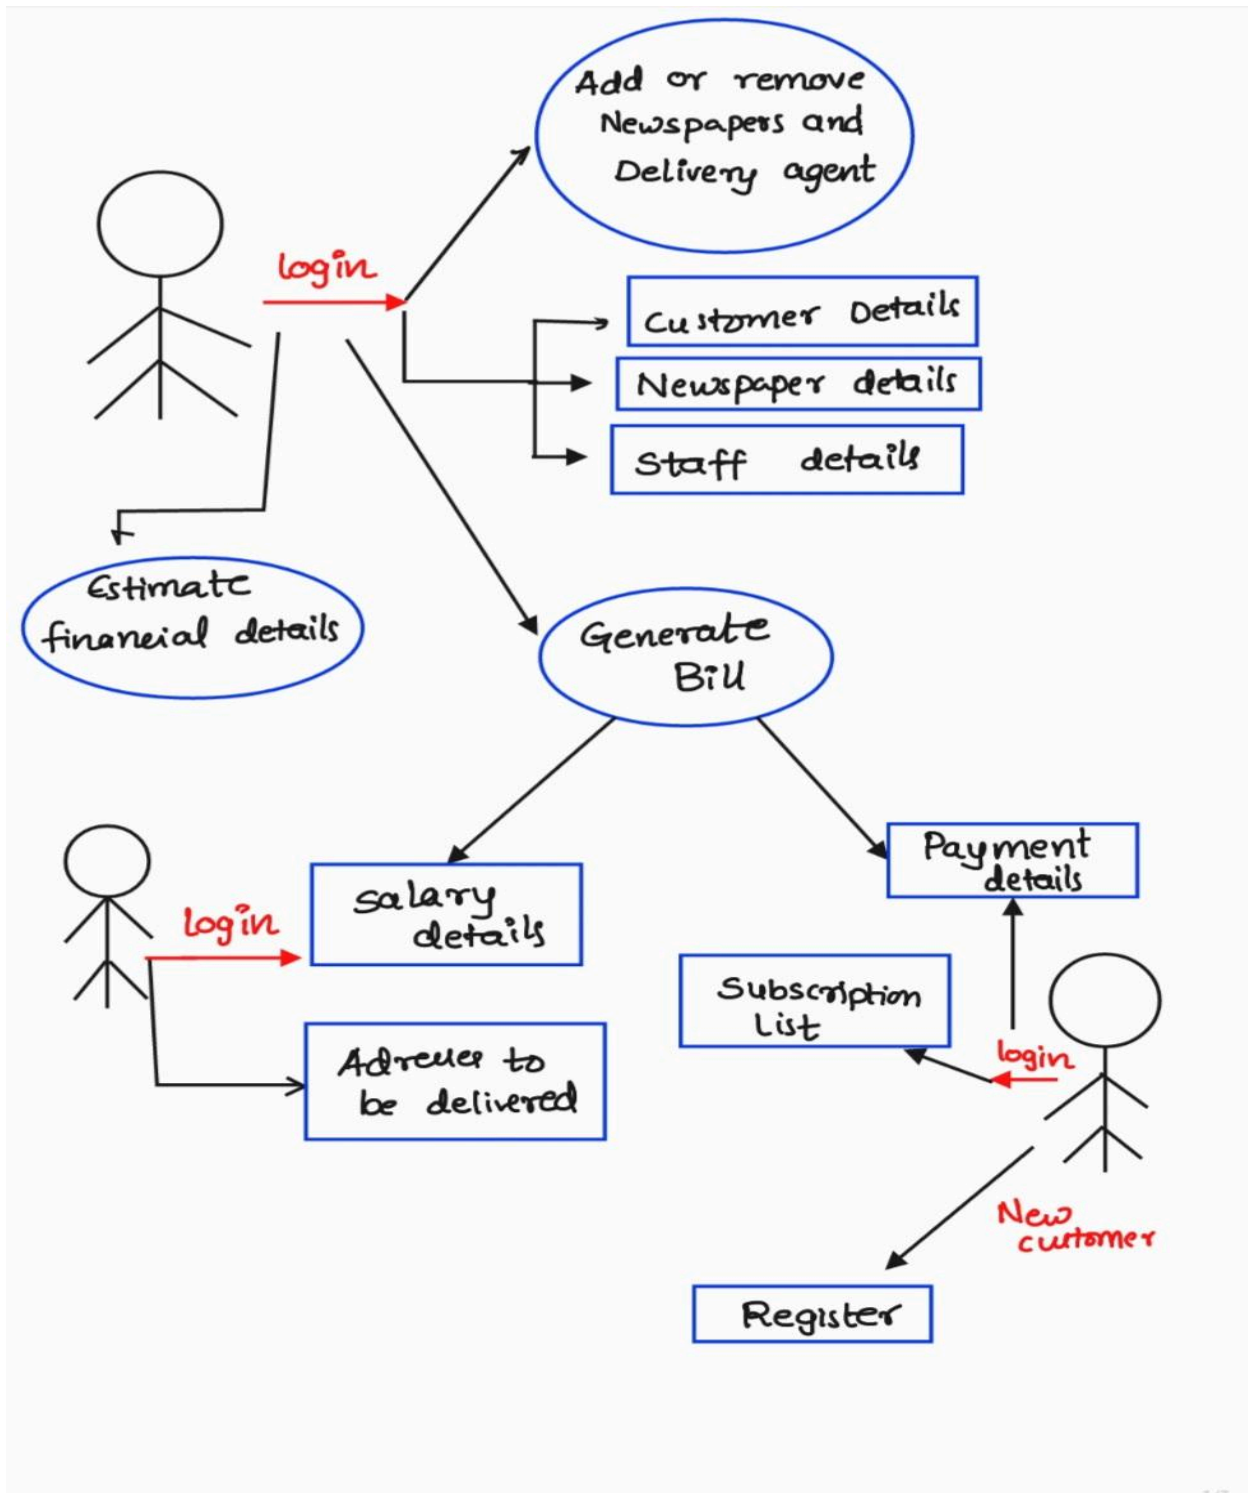 Add or remove
Newspapers and
Delivery agent
login
Customer Details
Newspaper details
Staff details
Estimate
financial details
Generate
Bill
Payment
details
login
salary
details
Subscription
List
login
Adresses to
be delivered
New
customer
Register